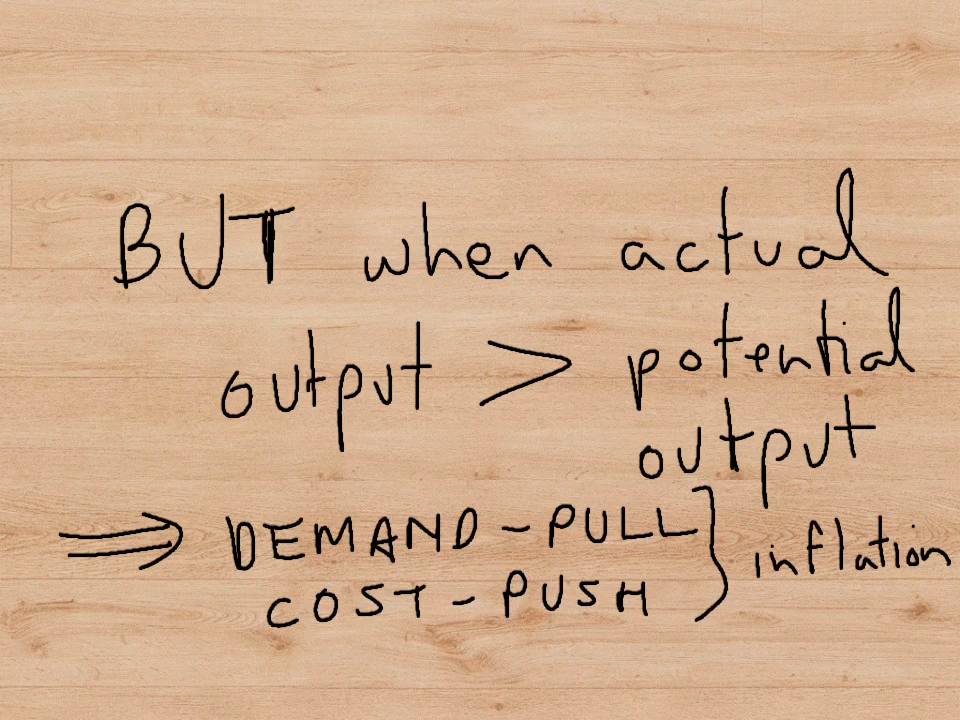 BUT when actual
output > potential
output
⇒ DEMAND-PULL } inflation
COST-PUSH